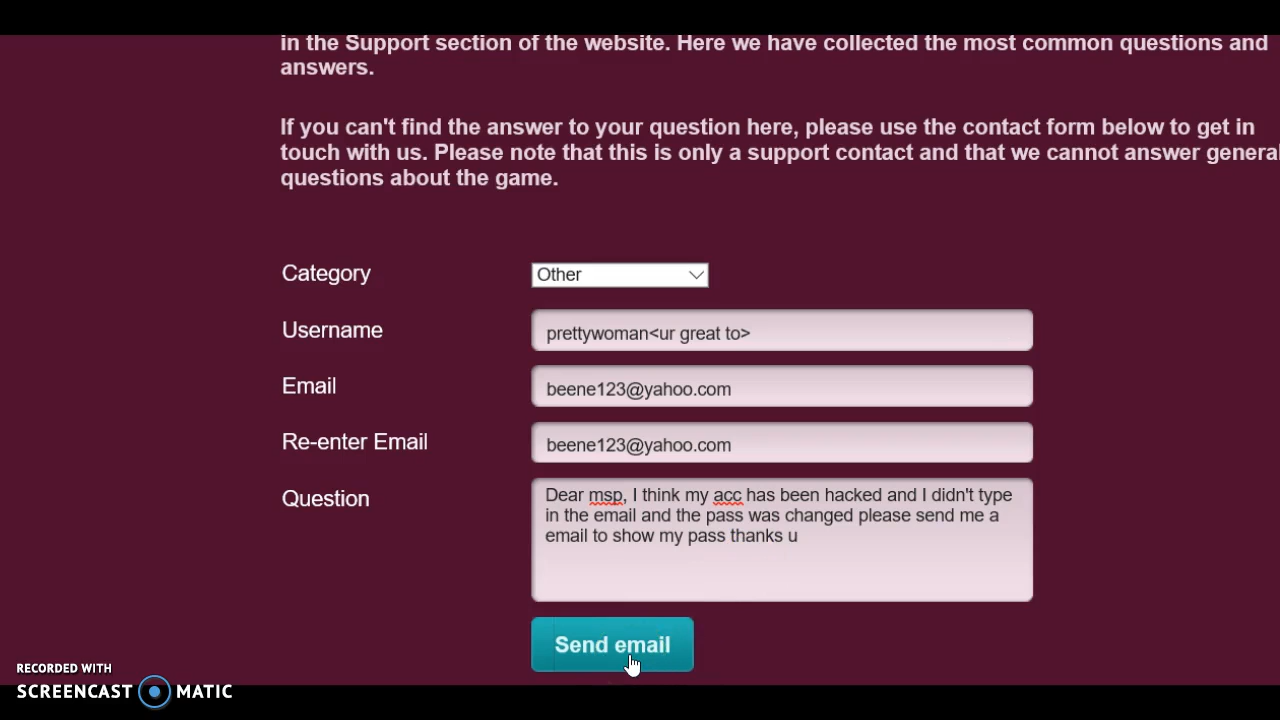 in the Support section of the website. Here we have collected the most common questions and
answers.
If you can't find the answer to your question here, please use the contact form below to get in
touch with us. Please note that this is only a support contact and that we cannot answer general
questions about the game.
Category
Other
Username
prettywoman<ur great to>
Email
beene123@yahoo.com
Re-enter Email
beene123@yahoo.com
Question
Dear msp, I think my acc has been hacked and I didn't type
in the email and the pass was changed please send me a
email to show my pass thanks u
Send email
RECORDED WITH
SCREENCAST MATIC